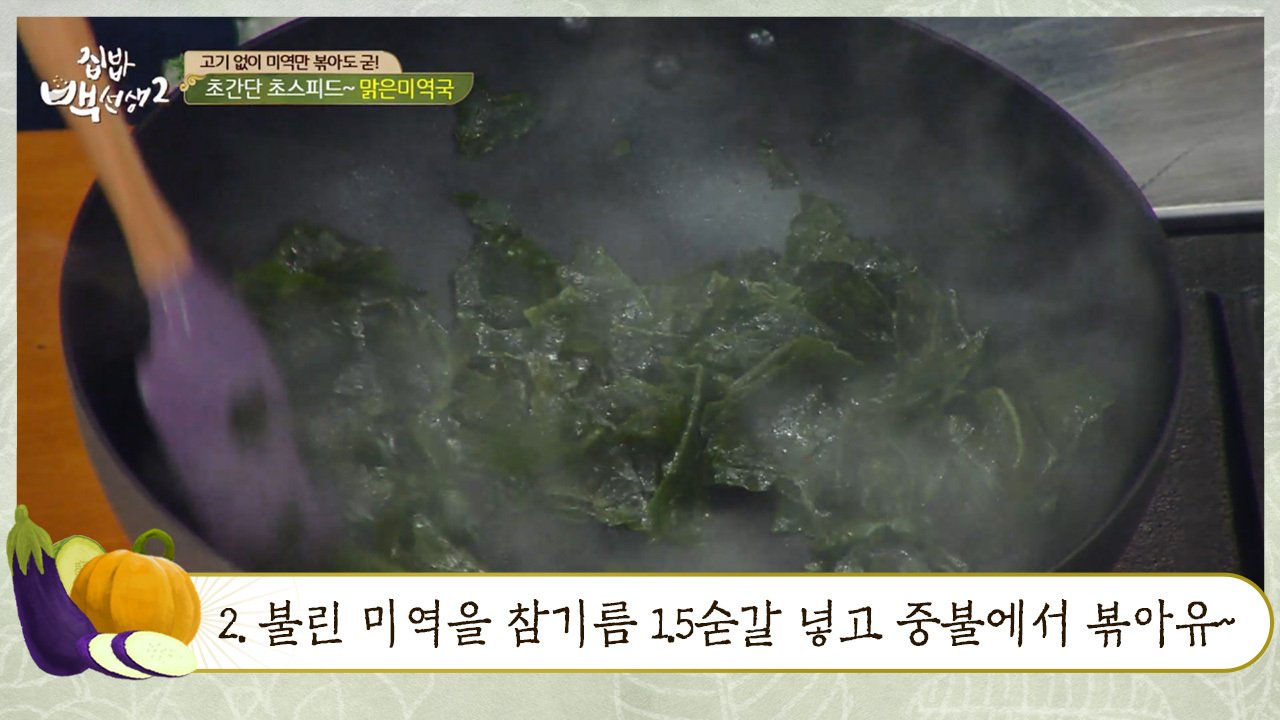 집밥
백선생2
고기 없이 미역만 볶아도 굳!
초간단 초스피드~ 맑은미역국
2. 불린 미역을 참기름 1.5숟갈 넣고 중불에서 볶아유~